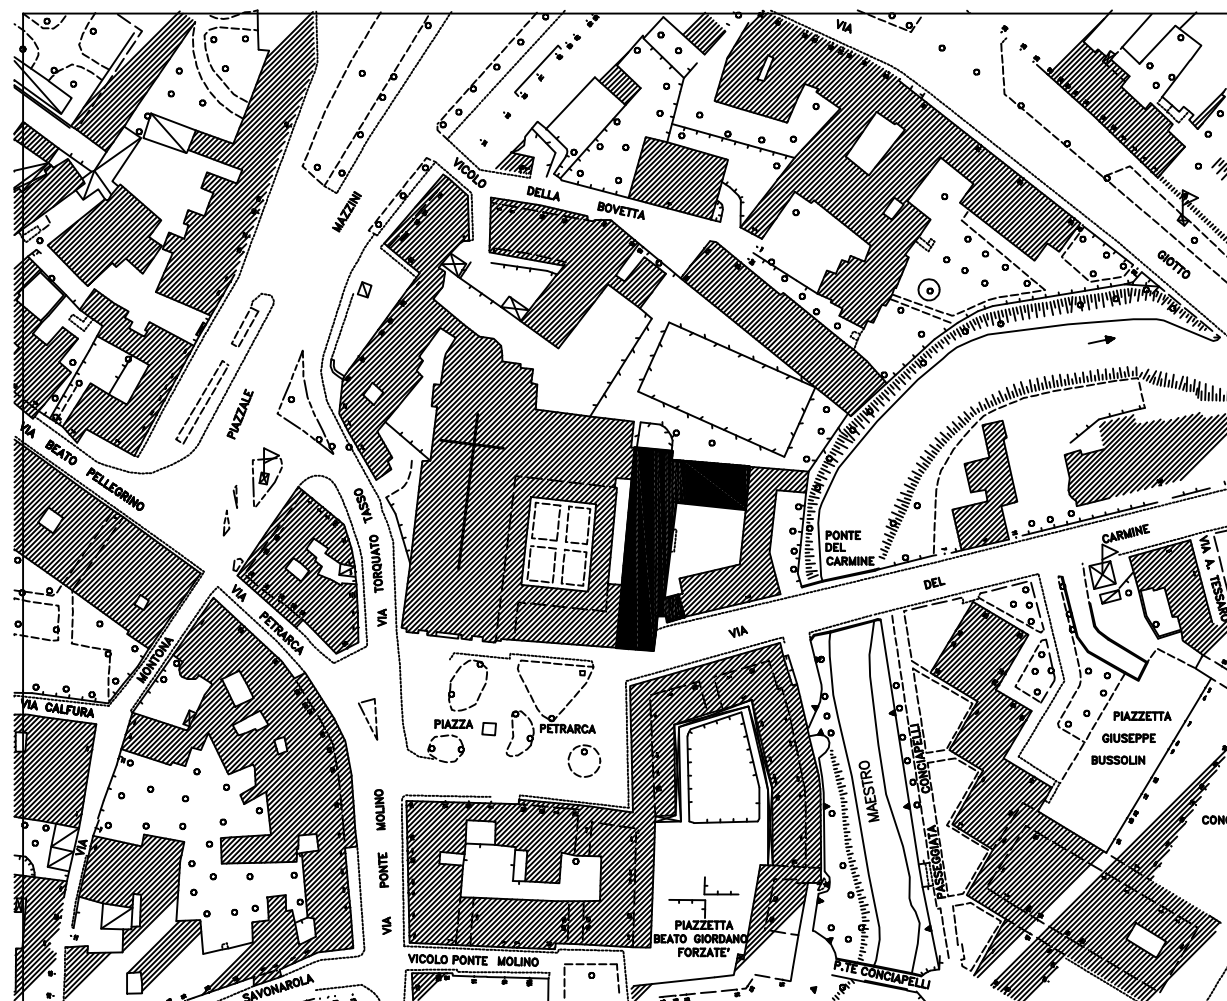 VIA
VICOLO
DELLA
BOVETTA
MAZZINI
GIOTTO
PIAZZALE
VIA
BEATO
PELLEGRINO
VIA TORQUATO TASSO
PONTE
DEL
CARMINE
CARMINE
DEL
VIA
VIA A. TESSARI
VIA
PETRARCA
MONTONA
VIA CALFURA
VIA
PIAZZA
PETRARCA
PIAZZETTA
GIUSEPPE
BUSSOLIN
MAESTRO
PASSEGGIATA
CONCIAPELLI
CONC
VIA PONTE MOLINO
PIAZZETTA
BEATO GIORDANO
FORZATE'
VICOLO PONTE MOLINO
P.TE CONCIAPELLI
SAVONAROLA